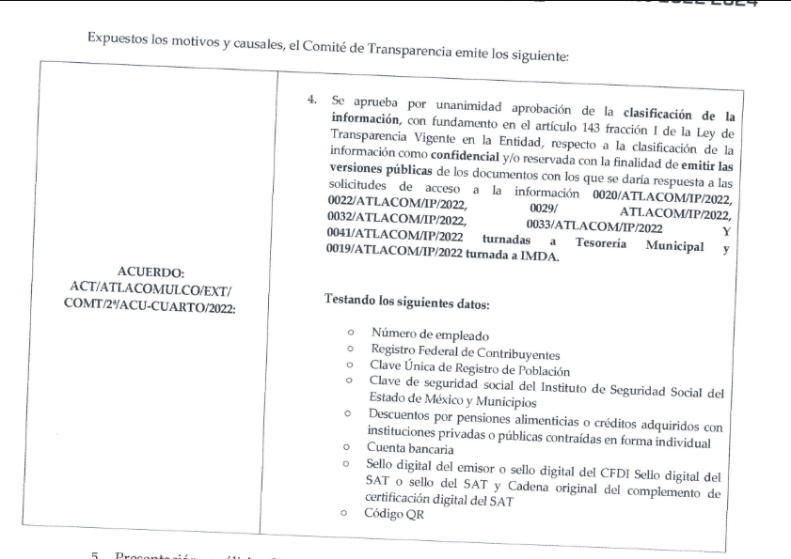 Expuestos los motivos y causales, el Comité de Transparencia emite los siguiente:
ACUERDO:
ACT/ATLACOMULCO/EXT/
COMT/2ª/ACU-CUARTO/2022:
4. Se aprueba por unanimidad aprobación de la clasificación de la
información, con fundamento en el artículo 143 fracción I de la Ley de
Transparencia Vigente en la Entidad, respecto a la clasificación de la
información como confidencial y/o reservada con la finalidad de emitir las
versiones públicas de los documentos con los que se daría respuesta a las
solicitudes de acceso a la información 0020/ATLACOM/IP/2022,
0022/ATLACOM/IP/2022, 0029/ ATLACOM/IP/2022,
0032/ATLACOM/IP/2022, 0033/ATLACOM/IP/2022 Y
0041/ATLACOM/IP/2022 turnadas a Tesorería Municipal y
0019/ATLACOM/IP/2022 turnada a IMDA.
Testando los siguientes datos:
o Número de empleado
o Registro Federal de Contribuyentes
o Clave Única de Registro de Población
o Clave de seguridad social del Instituto de Seguridad Social del
Estado de México y Municipios
o Descuentos por pensiones alimenticias o créditos adquiridos con
instituciones privadas o públicas contraídas en forma individual
o Cuenta bancaria
o Sello digital del emisor o sello digital del CFDI Sello digital del
SAT o sello del SAT y Cadena original del complemento de
certificación digital del SAT
o Código QR